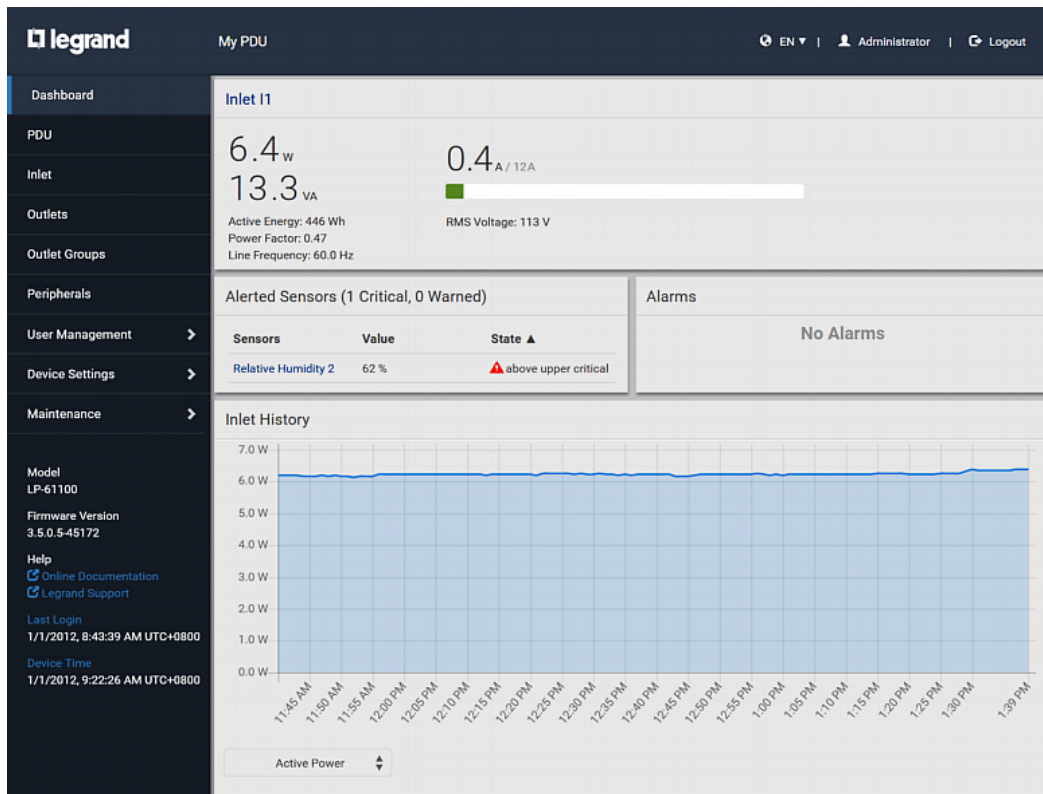 legrand
My PDU
EN ▼ | Administrator | Logout
Dashboard
PDU
Inlet
Outlets
Outlet Groups
Peripherals
User Management
Device Settings
Maintenance
Model
LP-61100
Firmware Version
3.5.0.5-45172
Help
Online Documentation
Legrand Support
Last Login
1/1/2012, 8:43:39 AM UTC+0800
Device Time
1/1/2012, 9:22:26 AM UTC+0800
Inlet I1
6.4 W
13.3 VA
Active Energy: 446 Wh
Power Factor: 0.47
Line Frequency: 60.0 Hz
0.4 A / 12A
RMS Voltage: 113 V
Alerted Sensors (1 Critical, 0 Warned)
Sensors Value State ▲
Relative Humidity 2 62 % above upper critical
Alarms
No Alarms
Inlet History
7.0 W
6.0 W
5.0 W
4.0 W
3.0 W
2.0 W
1.0 W
0.0 W
11:45 AM
11:50 AM
11:55 AM
12:00 PM
12:05 PM
12:10 PM
12:15 PM
12:20 PM
12:25 PM
12:30 PM
12:35 PM
12:40 PM
12:45 PM
12:50 PM
12:55 PM
1:00 PM
1:05 PM
1:10 PM
1:15 PM
1:20 PM
1:25 PM
1:30 PM
1:39 PM
Active Power